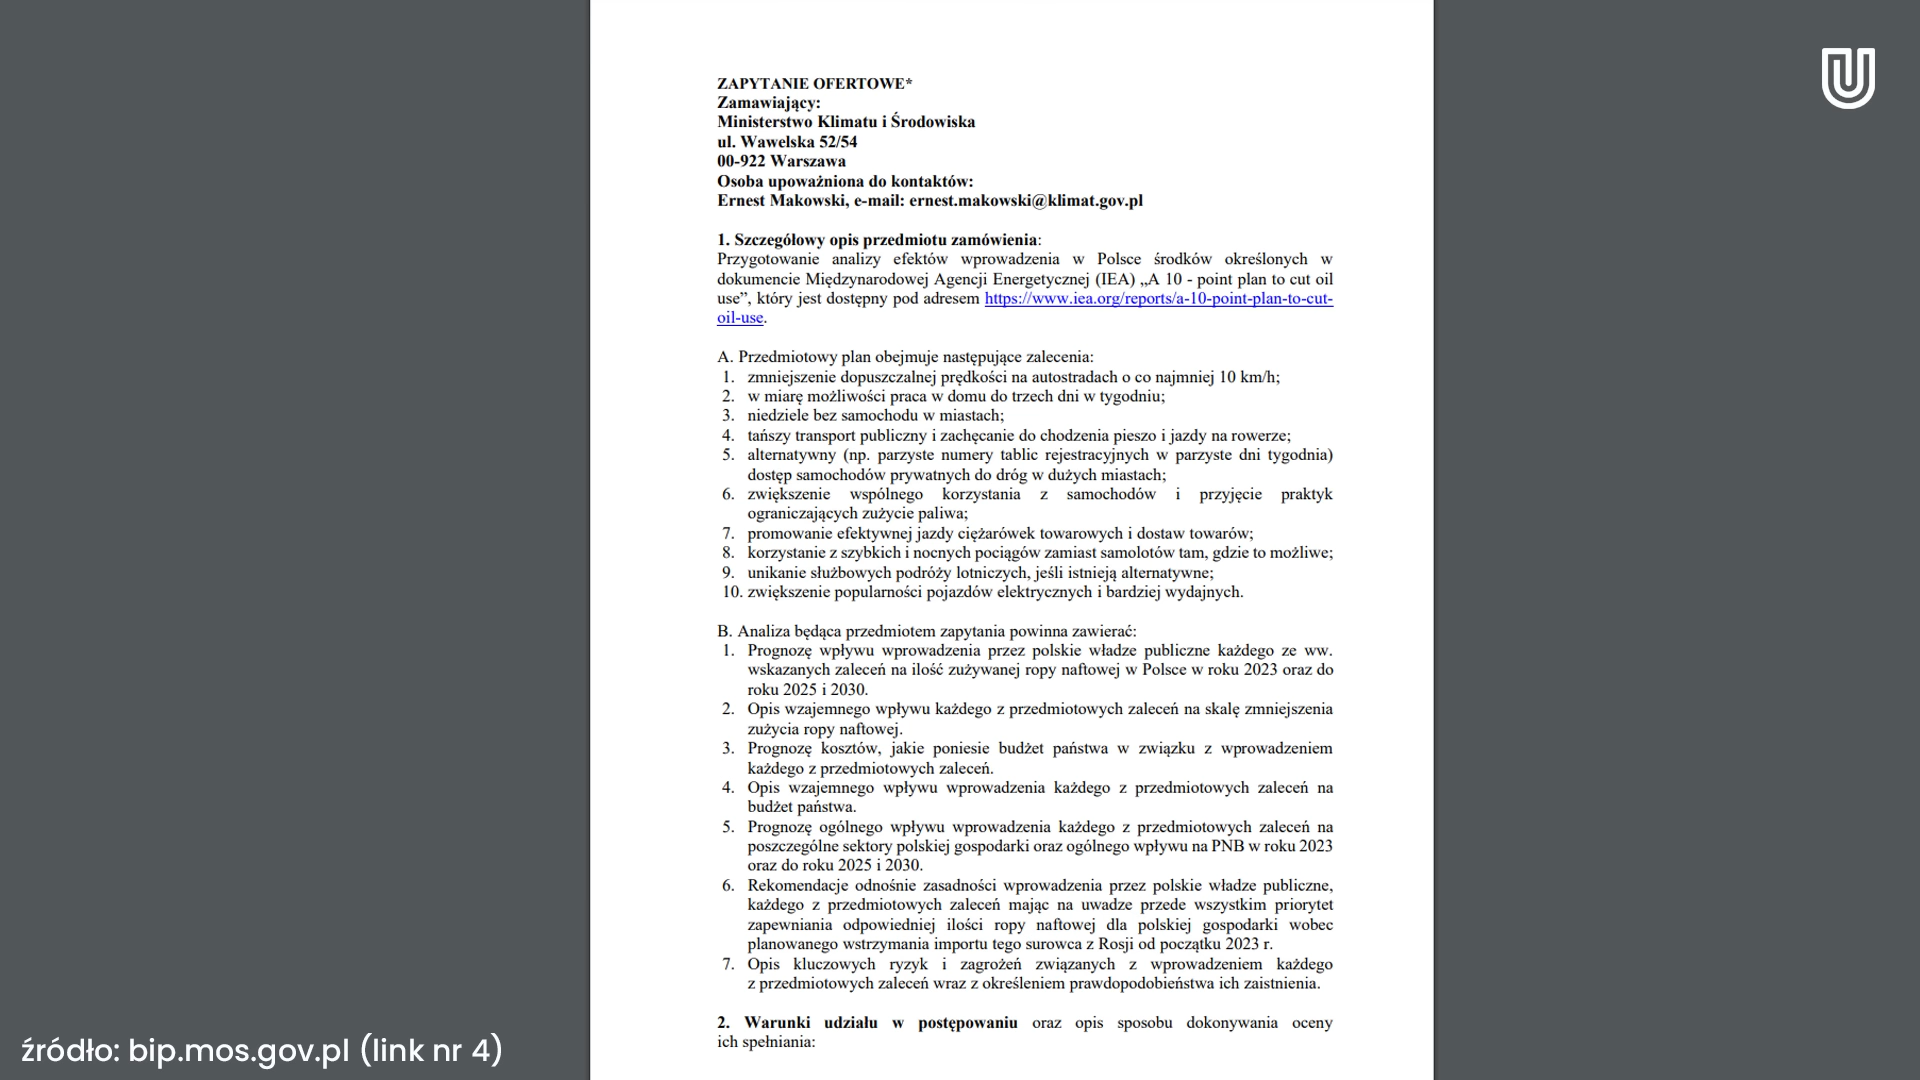 ZAPYTANIE OFERTOWE*
Zamawiający:
Ministerstwo Klimatu i Środowiska
ul. Wawelska 52/54
00-922 Warszawa
Osoba upoważniona do kontaktów:
Ernest Makowski, e-mail: ernest.makowski@klimat.gov.pl
1. Szczegółowy opis przedmiotu zamówienia:
Przygotowanie analizy efektów wprowadzenia w Polsce środków określonych w
dokumencie Międzynarodowej Agencji Energetycznej (IEA) „A 10 - point plan to cut oil
use”, który jest dostępny pod adresem https://www.iea.org/reports/a-10-point-plan-to-cut-
oil-use.
A. Przedmiotowy plan obejmuje następujące zalecenia:
1. zmniejszenie dopuszczalnej prędkości na autostradach o co najmniej 10 km/h;
2. w miarę możliwości praca w domu do trzech dni w tygodniu;
3. niedziele bez samochodu w miastach;
4. tańszy transport publiczny i zachęcanie do chodzenia pieszo i jazdy na rowerze;
5. alternatywny (np. parzyste numery tablic rejestracyjnych w parzyste dni tygodnia)
dostęp samochodów prywatnych do dróg w dużych miastach;
6. zwiększenie wspólnego korzystania z samochodów i przyjęcie praktyk
ograniczających zużycie paliwa;
7. promowanie efektywnej jazdy ciężarówek towarowych i dostaw towarów;
8. korzystanie z szybkich i nocnych pociągów zamiast samolotów tam, gdzie to możliwe;
9. unikanie służbowych podróży lotniczych, jeśli istnieją alternatywne;
10. zwiększenie popularności pojazdów elektrycznych i bardziej wydajnych.
B. Analiza będąca przedmiotem zapytania powinna zawierać:
1. Prognozę wpływu wprowadzenia przez polskie władze publiczne każdego ze ww.
wskazanych zaleceń na ilość zużywanej ropy naftowej w Polsce w roku 2023 oraz do
roku 2025 i 2030.
2. Opis wzajemnego wpływu każdego z przedmiotowych zaleceń na skalę zmniejszenia
zużycia ropy naftowej.
3. Prognozę kosztów, jakie poniesie budżet państwa w związku z wprowadzeniem
każdego z przedmiotowych zaleceń.
4. Opis wzajemnego wpływu wprowadzenia każdego z przedmiotowych zaleceń na
budżet państwa.
5. Prognozę ogólnego wpływu wprowadzenia każdego z przedmiotowych zaleceń na
poszczególne sektory polskiej gospodarki oraz ogólnego wpływu na PNB w roku 2023
oraz do roku 2025 i 2030.
6. Rekomendacje odnośnie zasadności wprowadzenia przez polskie władze publiczne,
każdego z przedmiotowych zaleceń mając na uwadze przede wszystkim priorytet
zapewniania odpowiedniej ilości ropy naftowej dla polskiej gospodarki wobec
planowanego wstrzymania importu tego surowca z Rosji od początku 2023 r.
7. Opis kluczowych ryzyk i zagrożeń związanych z wprowadzeniem każdego
z przedmiotowych zaleceń wraz z określeniem prawdopodobieństwa ich zaistnienia.
2. Warunki udziału w postępowaniu oraz opis sposobu dokonywania oceny
ich spełniania:
źródło: bip.mos.gov.pl (link nr 4)